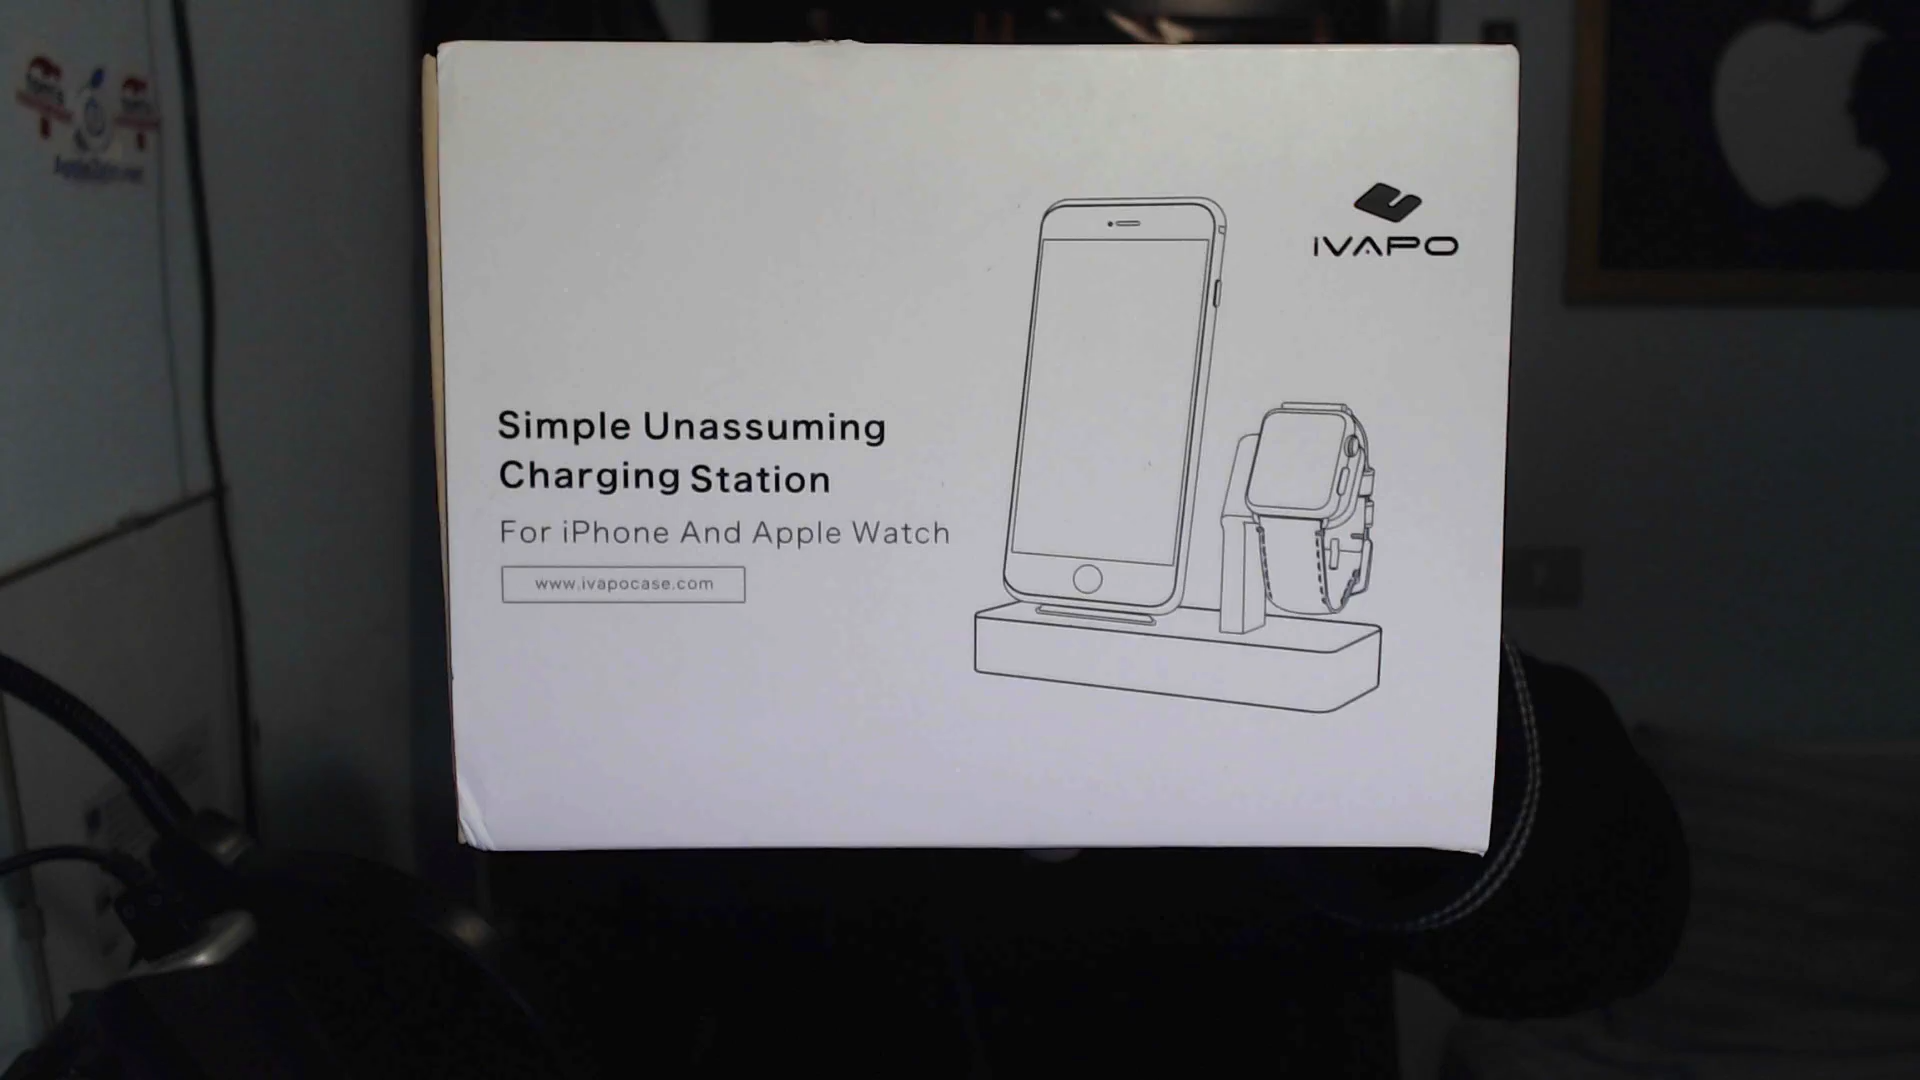 iVAPO
Simple Unassuming
Charging Station
For iPhone And Apple Watch
www.ivapocase.com